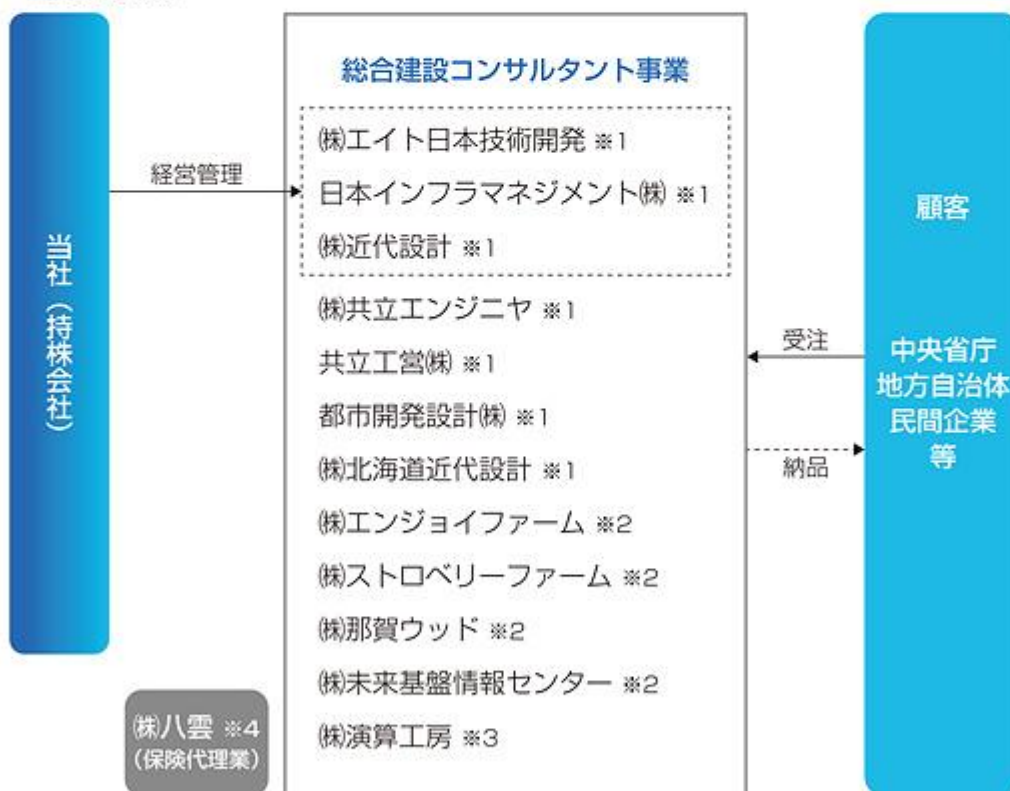 当社（持株会社）
経営管理
総合建設コンサルタント事業
㈱エイト日本技術開発 ※1
日本インフラマネジメント㈱ ※1
㈱近代設計 ※1
㈱共立エンジニヤ ※1
共立工営㈱ ※1
都市開発設計㈱ ※1
㈱北海道近代設計 ※1
㈱エンジョイファーム ※2
㈱ストロベリーファーム ※2
㈱那賀ウッド ※2
㈱未来基盤情報センター ※2
㈱演算工房 ※3
㈱八雲 ※4
（保険代理業）
受注
納品
顧客
中央省庁
地方自治体
民間企業
等